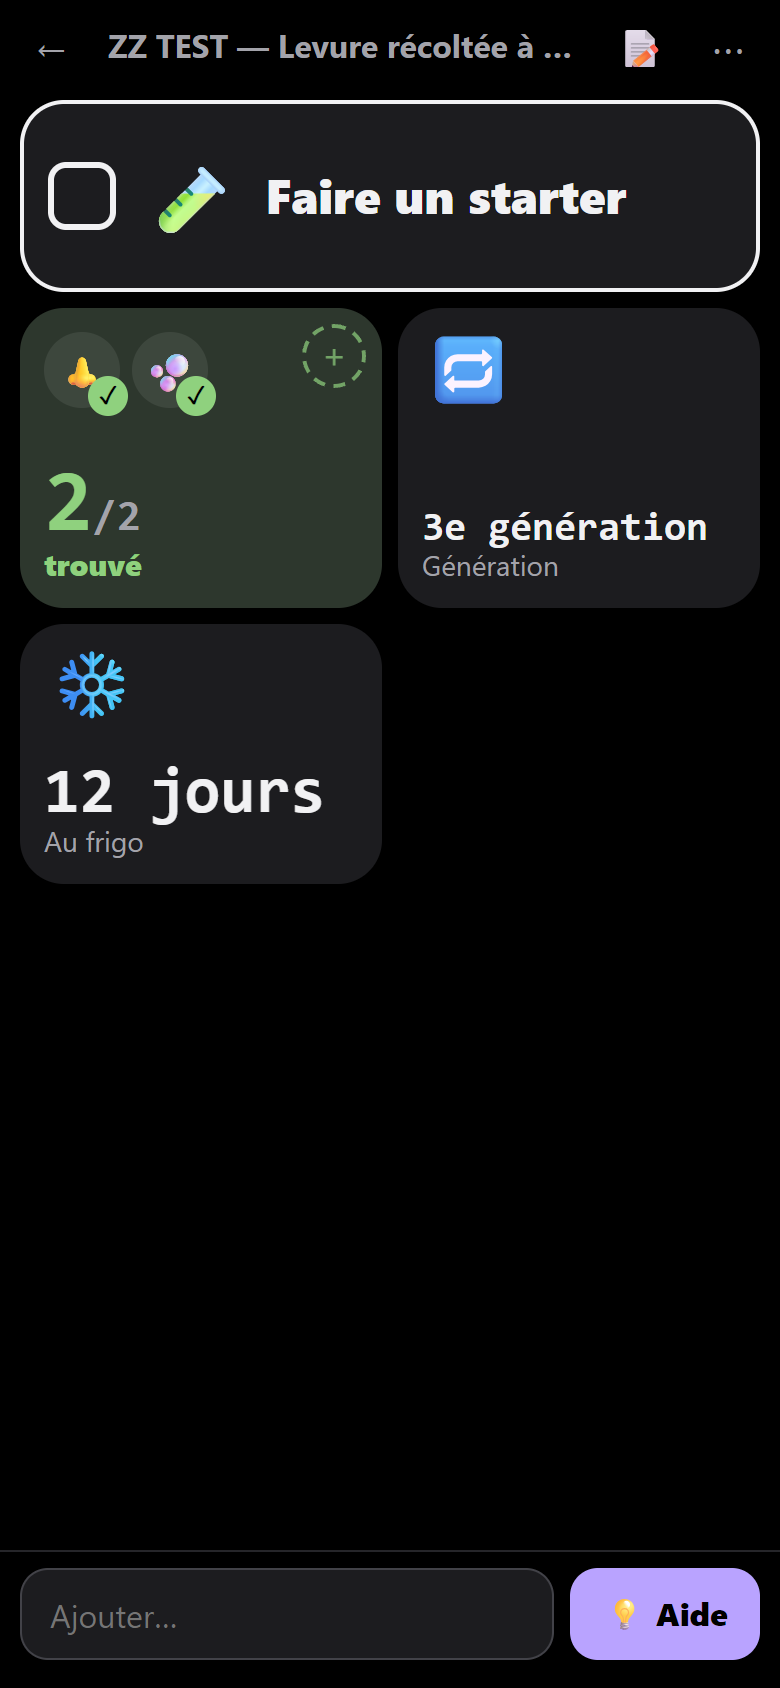 ZZ TEST — Levure récoltée à ...
Faire un starter
2/2
trouvé
3e génération
Génération
12 jours
Au frigo
Ajouter...
Aide